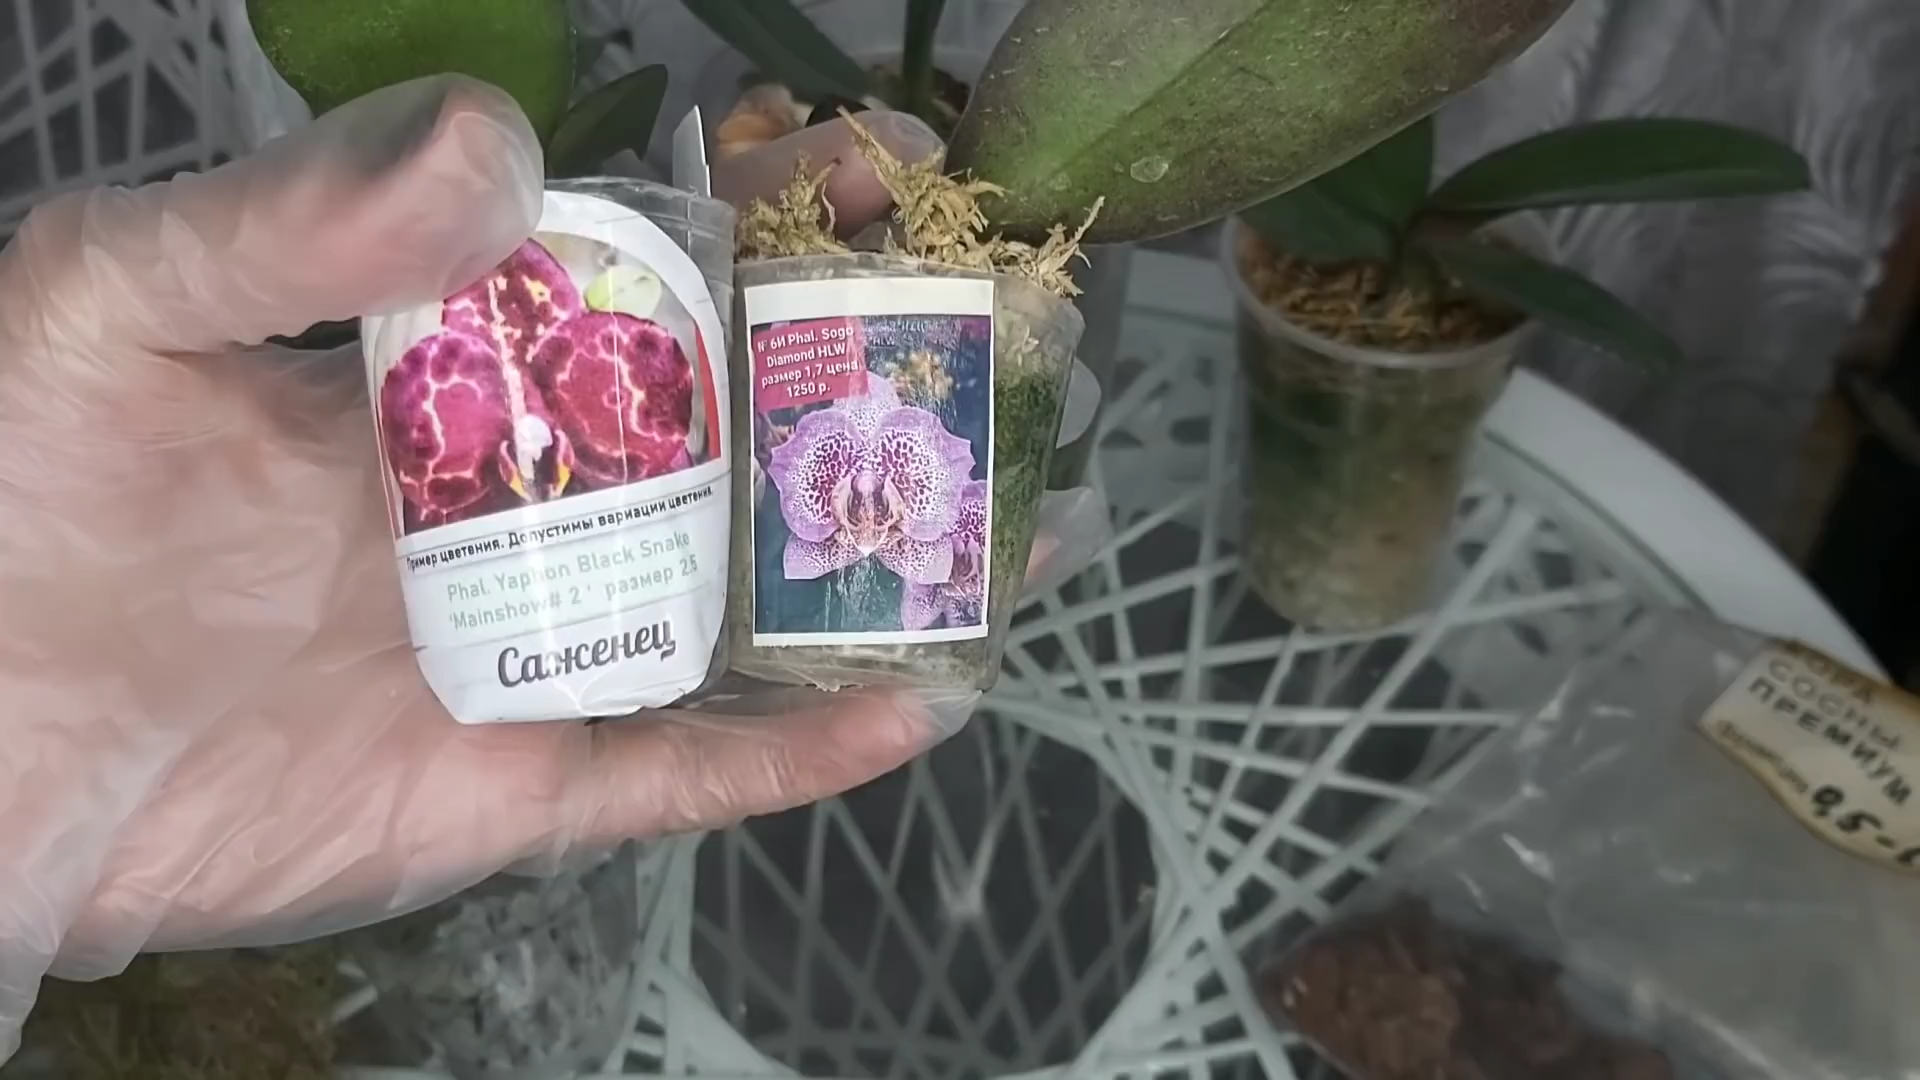 Пример цветения. Допустимы вариации цветения.
Phal. Yaphon Black Snake
'Mainshow# 2 ' размер 2.5
Саженец
№ 6И Phal. Sogo
Diamond HLW
размер 1,7 цена
1250 р.
КОРА
СОСНЫ
ПРЕМИУМ